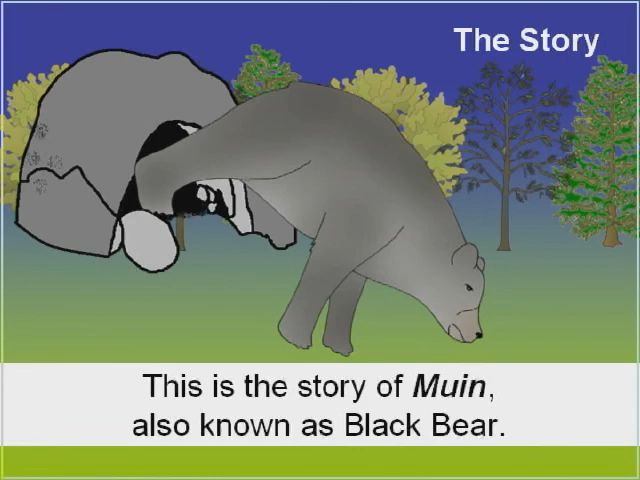 The Story
This is the story of Muin,
also known as Black Bear.